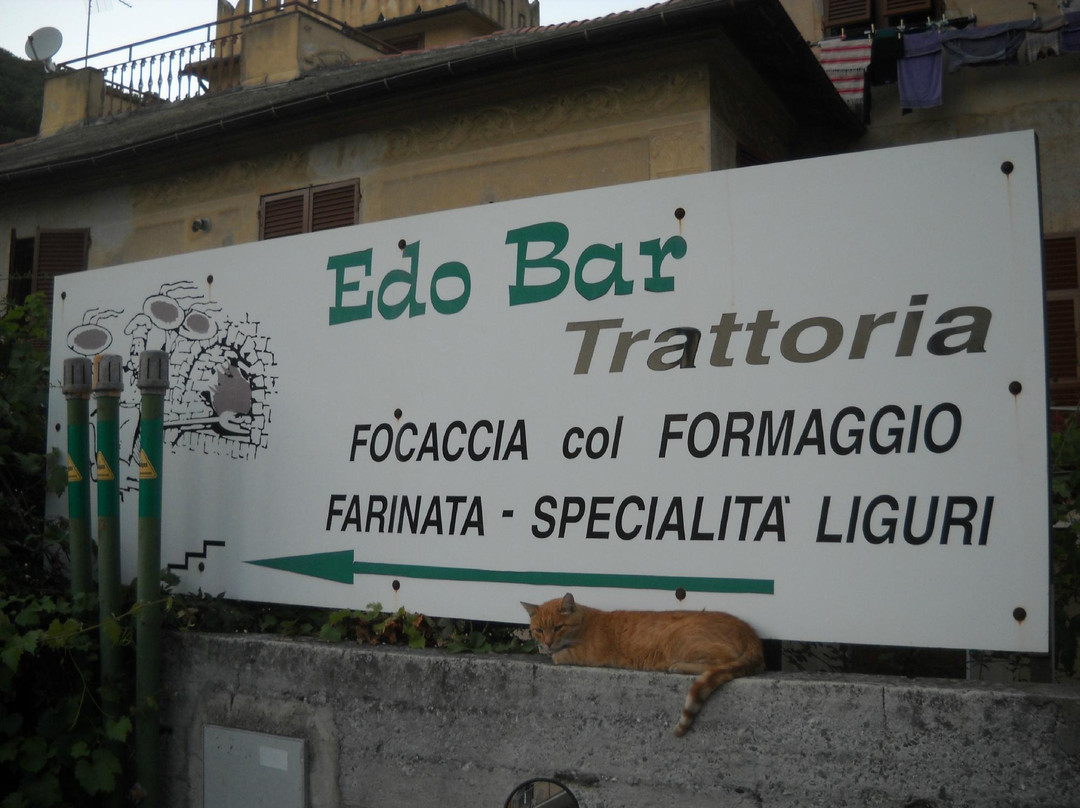 Edo Bar
Trattoria
FOCACCIA col FORMAGGIO
FARINATA - SPECIALITA' LIGURI